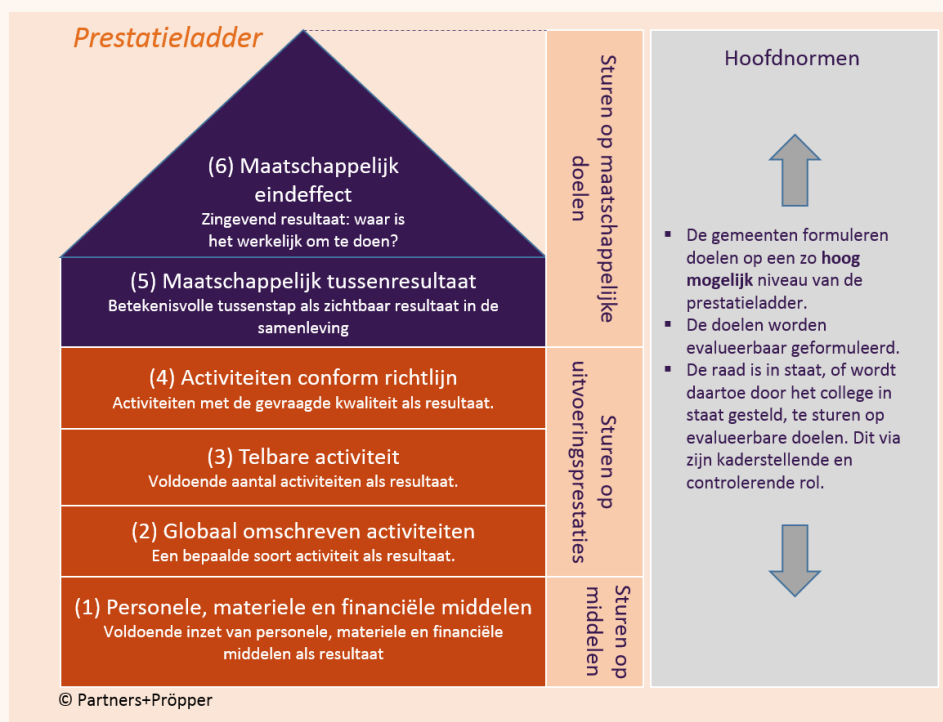 Prestatieladder
(6) Maatschappelijk
eindeffect
Zingevend resultaat: waar is
het werkelijk om te doen?
(5) Maatschappelijk tussenresultaat
Betekenisvolle tussenstap als zichtbaar resultaat in de
samenleving
(4) Activiteiten conform richtlijn
Activiteiten met de gevraagde kwaliteit als resultaat.
(3) Telbare activiteit
Voldoende aantal activiteiten als resultaat.
(2) Globaal omschreven activiteiten
Een bepaalde soort activiteit als resultaat.
(1) Personele, materiele en financiële middelen
Voldoende inzet van personele, materiele en financiële
middelen als resultaat
Sturen op maatschappelijke
doelen
Sturen op
uitvoeringsprestaties
Sturen op
middelen
Hoofdnormen
▪ De gemeenten formuleren
doelen op een zo hoog
mogelijk niveau van de
prestatieladder.
▪ De doelen worden
evalueerbaar geformuleerd.
▪ De raad is in staat, of wordt
daartoe door het college in
staat gesteld, te sturen op
evalueerbare doelen. Dit via
zijn kaderstellende en
controlerende rol.
© Partners+Pröpper